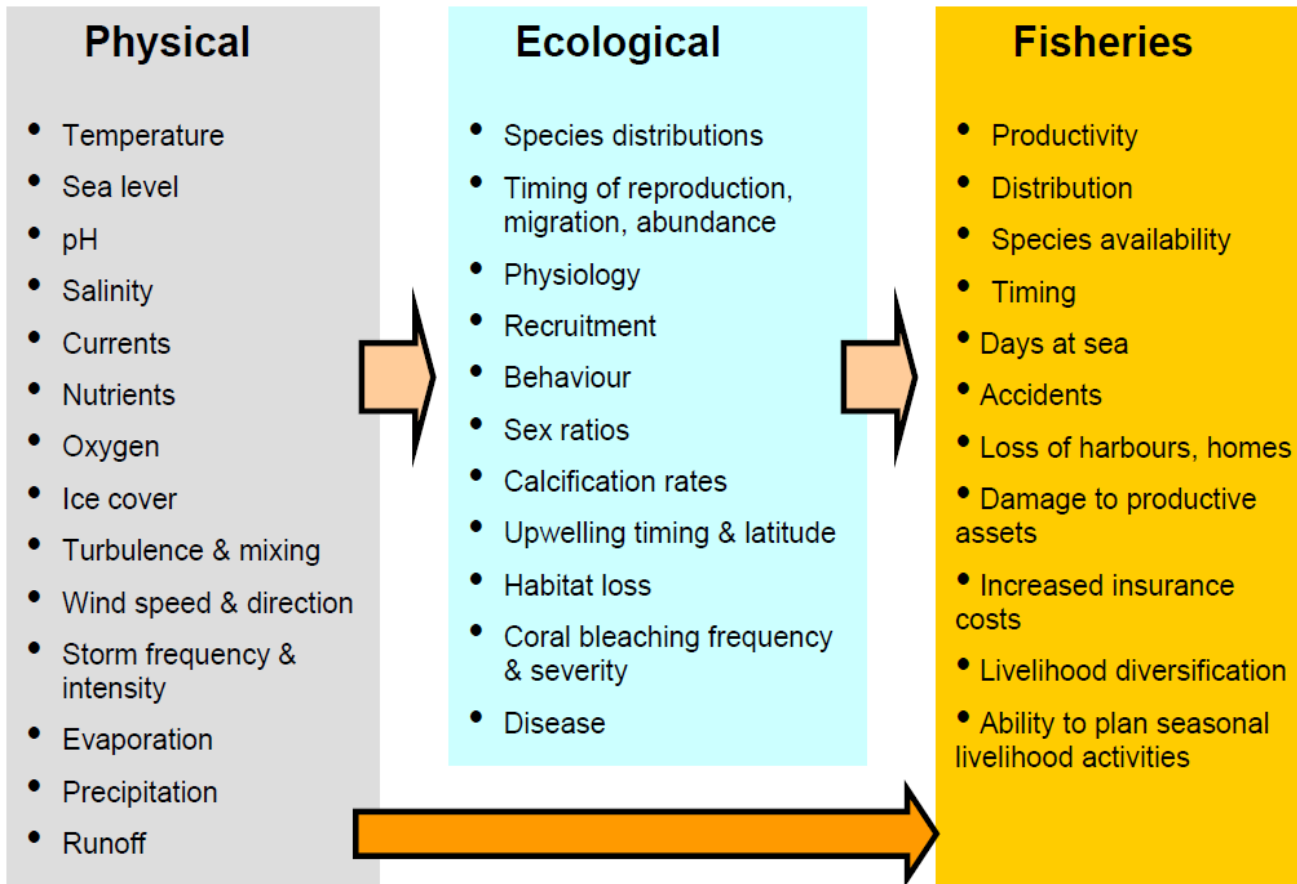 Physical
• Temperature
• Sea level
• pH
• Salinity
• Currents
• Nutrients
• Oxygen
• Ice cover
• Turbulence & mixing
• Wind speed & direction
• Storm frequency &
intensity
• Evaporation
• Precipitation
• Runoff
Ecological
• Species distributions
• Timing of reproduction,
migration, abundance
• Physiology
• Recruitment
• Behaviour
• Sex ratios
• Calcification rates
• Upwelling timing & latitude
• Habitat loss
• Coral bleaching frequency
& severity
• Disease
Fisheries
• Productivity
• Distribution
• Species availability
• Timing
• Days at sea
• Accidents
• Loss of harbours, homes
• Damage to productive
assets
• Increased insurance
costs
• Livelihood diversification
• Ability to plan seasonal
livelihood activities